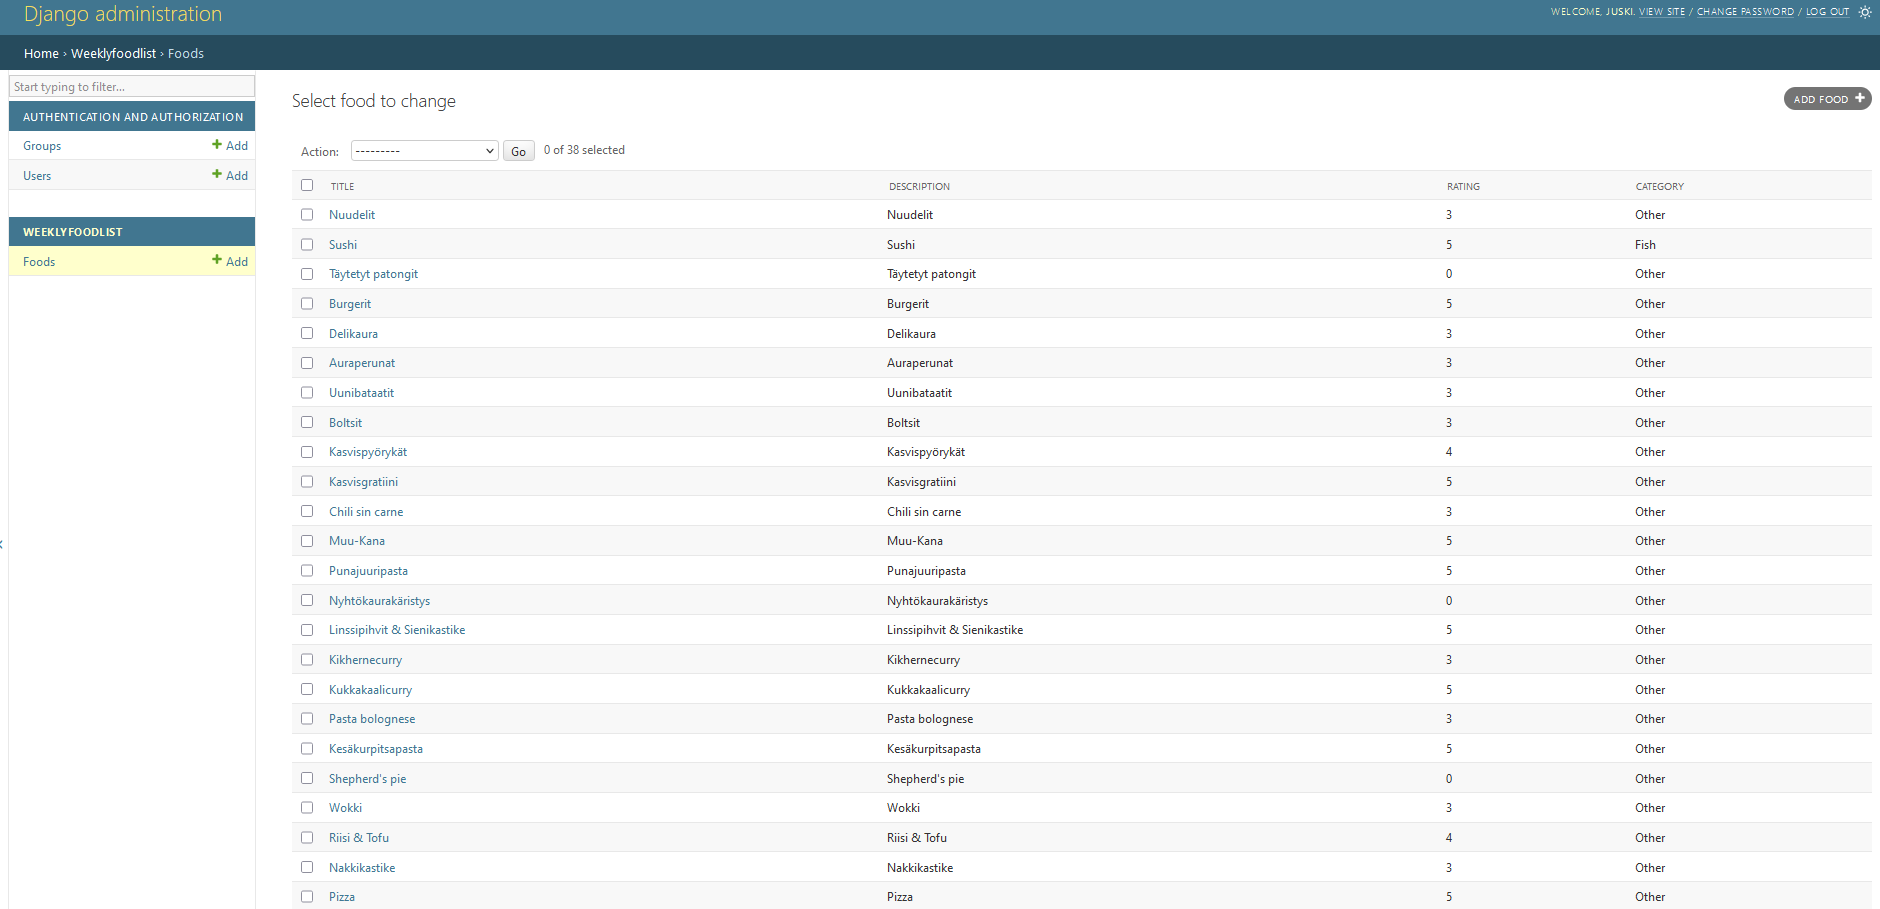 Django administration
WELCOME, JUSKI. VIEW SITE / CHANGE PASSWORD / LOG OUT
Home › Weeklyfoodlist › Foods
Start typing to filter...
AUTHENTICATION AND AUTHORIZATION
Groups + Add
Users + Add
WEEKLYFOODLIST
Foods + Add
Select food to change
ADD FOOD +
Action: --------- Go 0 of 38 selected
TITLE DESCRIPTION RATING CATEGORY
Nuudelit Nuudelit 3 Other
Sushi Sushi 5 Fish
Täytetyt patongit Täytetyt patongit 0 Other
Burgerit Burgerit 5 Other
Delikaura Delikaura 3 Other
Auraperunat Auraperunat 3 Other
Uunibataatit Uunibataatit 3 Other
Boltsit Boltsit 3 Other
Kasvispyörykät Kasvispyörykät 4 Other
Kasvisgratiini Kasvisgratiini 5 Other
Chili sin carne Chili sin carne 3 Other
Muu-Kana Muu-Kana 5 Other
Punajuuripasta Punajuuripasta 5 Other
Nyhtökaurakäristys Nyhtökaurakäristys 0 Other
Linssipihvit & Sienikastike Linssipihvit & Sienikastike 5 Other
Kikhernecurry Kikhernecurry 3 Other
Kukkakaalicurry Kukkakaalicurry 5 Other
Pasta bolognese Pasta bolognese 3 Other
Kesäkurpitsapasta Kesäkurpitsapasta 5 Other
Shepherd's pie Shepherd's pie 0 Other
Wokki Wokki 3 Other
Riisi & Tofu Riisi & Tofu 4 Other
Nakkikastike Nakkikastike 3 Other
Pizza Pizza 5 Other